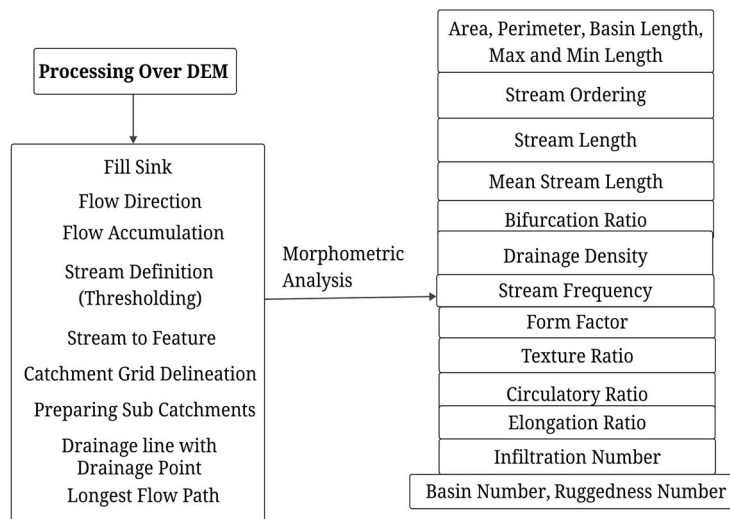 Processing Over DEM
Fill Sink
Flow Direction
Flow Accumulation
Stream Definition
(Thresholding)
Stream to Feature
Catchment Grid Delineation
Preparing Sub Catchments
Drainage line with
Drainage Point
Longest Flow Path
Morphometric
Analysis
Area, Perimeter, Basin Length,
Max and Min Length
Stream Ordering
Stream Length
Mean Stream Length
Bifurcation Ratio
Drainage Density
Stream Frequency
Form Factor
Texture Ratio
Circulatory Ratio
Elongation Ratio
Infiltration Number
Basin Number, Ruggedness Number